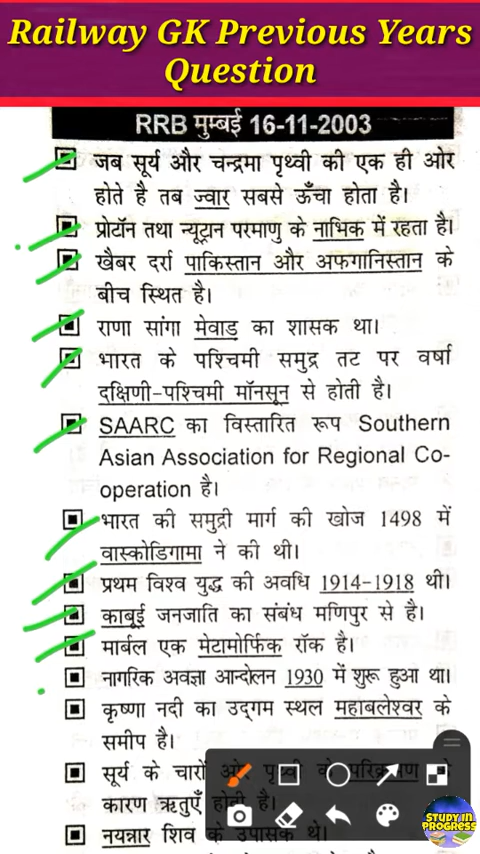 Railway GK Previous Years
Question
RRB मुम्बई 16-11-2003
जब सूर्य और चन्द्रमा पृथ्वी की एक ही ओर
होते है तब ज्वार सबसे ऊँचा होता है।
प्रोटॉन तथा न्यूट्रान परमाणु के नाभिक में रहता है।
खैबर दर्रा पाकिस्तान और अफगानिस्तान के
बीच स्थित है।
राणा सांगा मेवाड़ का शासक था।
भारत के पश्चिमी समुद्र तट पर वर्षा
दक्षिणी-पश्चिमी मॉनसून से होती है।
SAARC का विस्तारित रूप Southern
Asian Association for Regional Co-
operation है।
भारत की समुद्री मार्ग की खोज 1498 में
वास्कोडिगामा ने की थी।
प्रथम विश्व युद्ध की अवधि 1914-1918 थी।
काबूई जनजाति का संबंध मणिपुर से है।
मार्बल एक मेटामोर्फिक रॉक है।
नागरिक अवज्ञा आन्दोलन 1930 में शुरू हुआ था।
कृष्णा नदी का उद्गम स्थल महाबलेश्वर के
समीप है।
सूर्य के चारों ओर पृथ्वी के परिक्रमण के
कारण ऋतुएँ होती है।
नयन्नार शिव के उपासक थे।
STUDY IN
PROGRESS